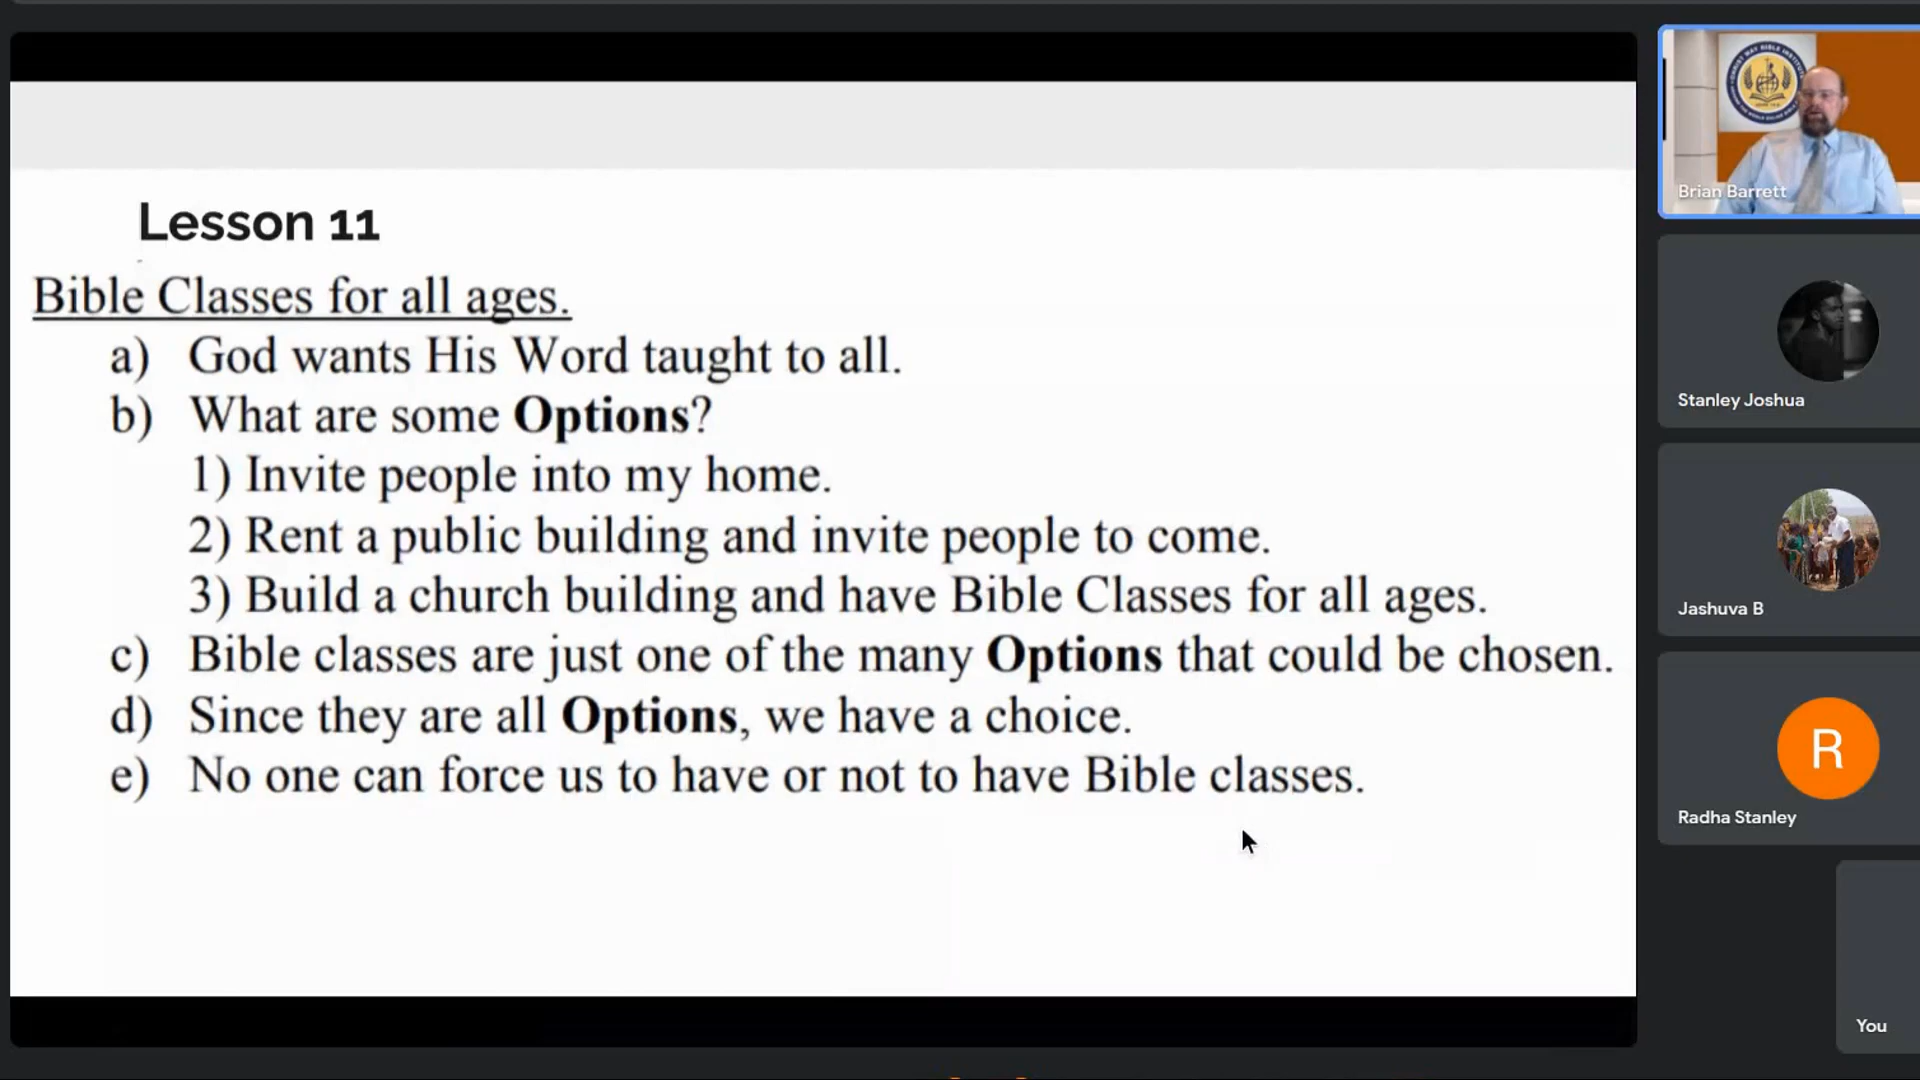 Lesson 11
Bible Classes for all ages.
a) God wants His Word taught to all.
b) What are some Options?
1) Invite people into my home.
2) Rent a public building and invite people to come.
3) Build a church building and have Bible Classes for all ages.
c) Bible classes are just one of the many Options that could be chosen.
d) Since they are all Options, we have a choice.
e) No one can force us to have or not to have Bible classes.
Brian Barrett
Stanley Joshua
Jashuva B
R
Radha Stanley
You